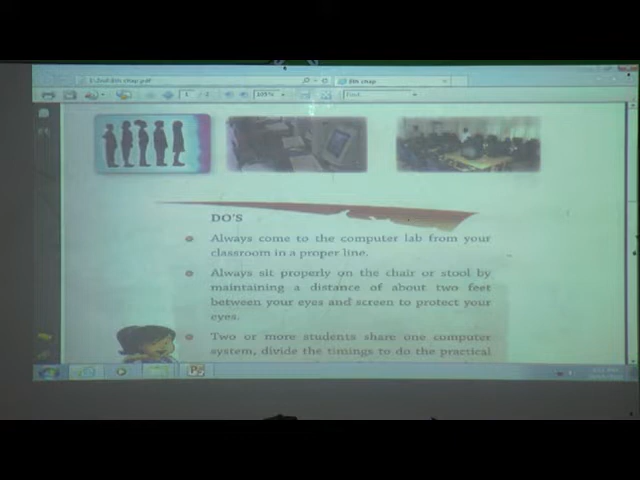 8th chap
DO'S
Always come to the computer lab from your
classroom in a proper line.
Always sit properly on the chair or stool by
maintaining a distance of about two feet
between your eyes and screen to protect your
eyes.
Two or more students share one computer
system, divide the timings to do the practical